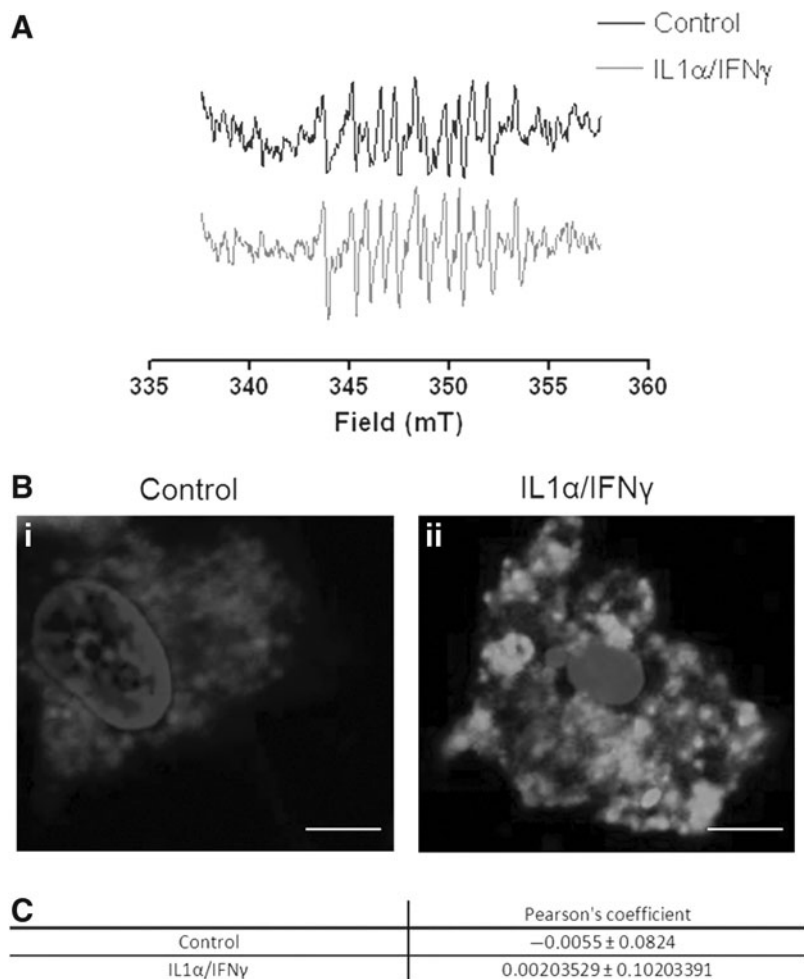 A
Control
IL1α/IFNγ
335 340 345 350 355 360
Field (mT)
B
Control IL1α/IFNγ
i ii
C
Pearson's coefficient
Control −0.0055 ± 0.0824
IL1α/IFNγ 0.00203529 ± 0.10203391